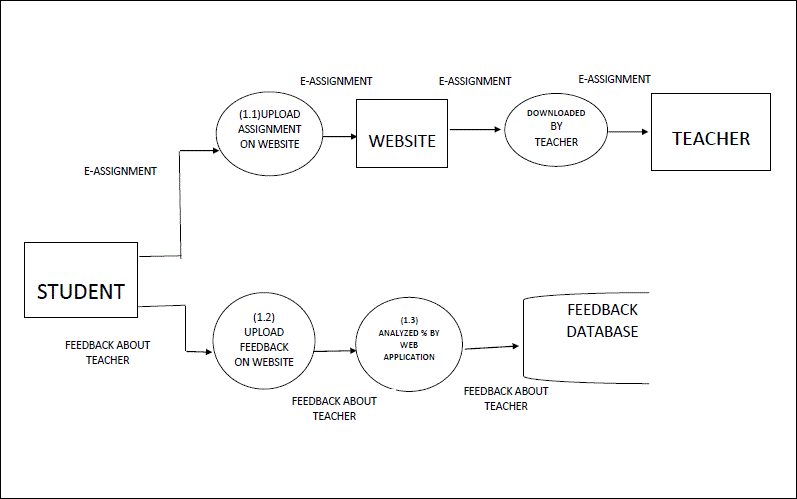 E-ASSIGNMENT
E-ASSIGNMENT
E-ASSIGNMENT
(1.1)UPLOAD
ASSIGNMENT
ON WEBSITE
WEBSITE
DOWNLOADED
BY
TEACHER
TEACHER
E-ASSIGNMENT
STUDENT
FEEDBACK ABOUT
TEACHER
(1.2)
UPLOAD
FEEDBACK
ON WEBSITE
(1.3)
ANALYZED % BY
WEB
APPLICATION
FEEDBACK
DATABASE
FEEDBACK ABOUT
TEACHER
FEEDBACK ABOUT
TEACHER